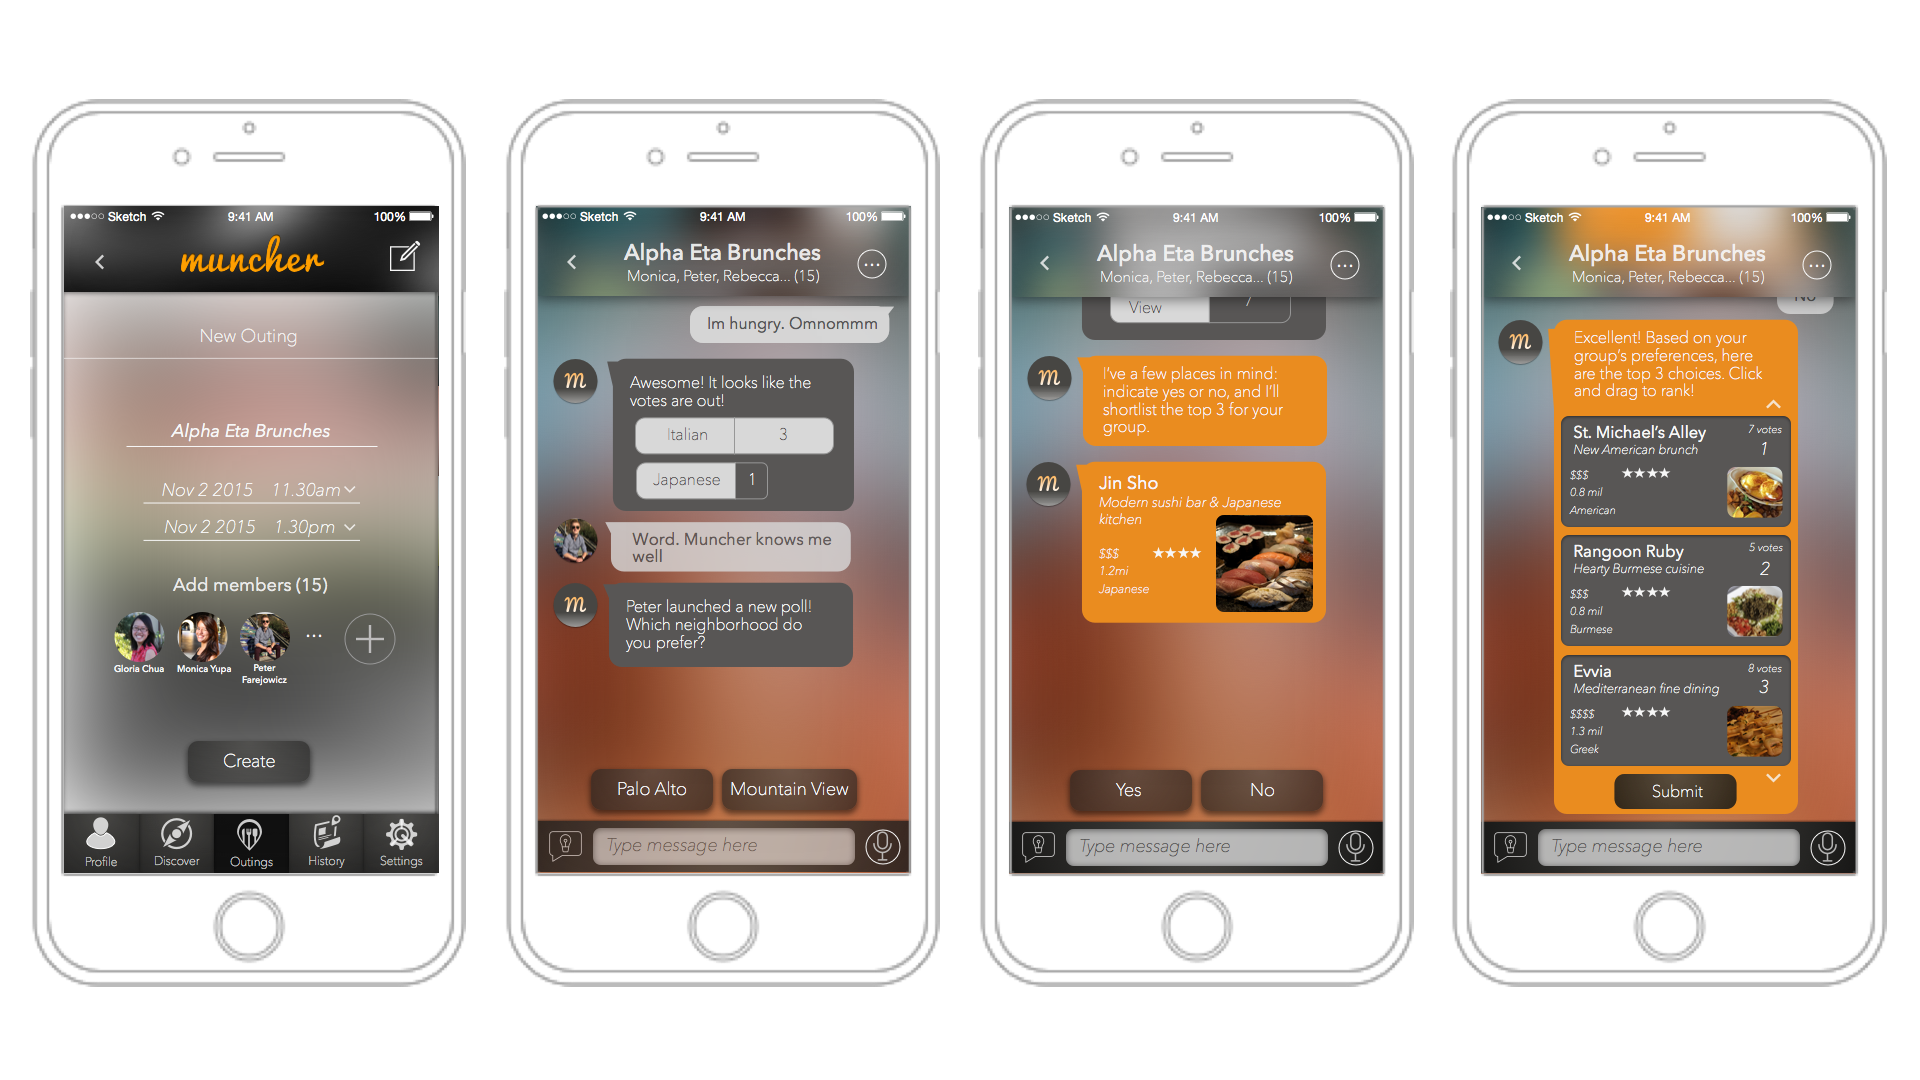 Sketch 9:41 AM 100%
muncher
New Outing
Alpha Eta Brunches
Nov 2 2015 11.30am
Nov 2 2015 1.30pm
Add members (15)
...
Gloria Chua Monica Yupa Peter
Farejowicz
Create
Profile Discover Outings History Settings
Sketch 9:41 AM 100%
Alpha Eta Brunches
Monica, Peter, Rebecca... (15)
Im hungry. Omnommm
m
Awesome! It looks like the
votes are out!
Italian 3
Japanese 1
Word. Muncher knows me
well
m
Peter launched a new poll!
Which neighborhood do
you prefer?
Palo Alto Mountain View
Type message here
Sketch 9:41 AM 100%
Alpha Eta Brunches
Monica, Peter, Rebecca... (15)
View 7
m
I've a few places in mind:
indicate yes or no, and I'll
shortlist the top 3 for your
group.
m
Jin Sho
Modern sushi bar & Japanese
kitchen
$$$ ★★★★
1.2mi
Japanese
Yes No
Type message here
Sketch 9:41 AM 100%
Alpha Eta Brunches
Monica, Peter, Rebecca... (15)
No
m
Excellent! Based on your
group's preferences, here
are the top 3 choices. Click
and drag to rank!
St. Michael's Alley 7 votes
New American brunch 1
$$$ ★★★★
0.8 mil
American
Rangoon Ruby 5 votes
Hearty Burmese cuisine 2
$$$ ★★★★
0.8 mil
Burmese
Evvia 8 votes
Mediterranean fine dining 3
$$$$ ★★★★
1.3 mil
Greek
Submit
Type message here